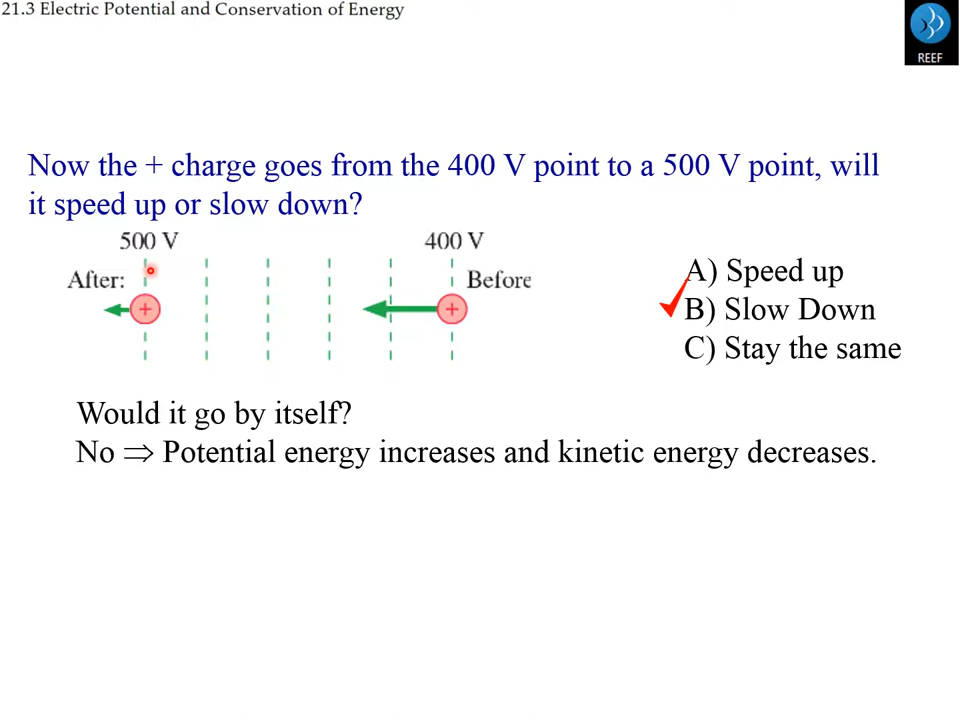 21.3 Electric Potential and Conservation of Energy
REEF
Now the + charge goes from the 400 V point to a 500 V point, will
it speed up or slow down?
500 V
400 V
After:
Before
+
+
A) Speed up
B) Slow Down
C) Stay the same
Would it go by itself?
No ⇒ Potential energy increases and kinetic energy decreases.